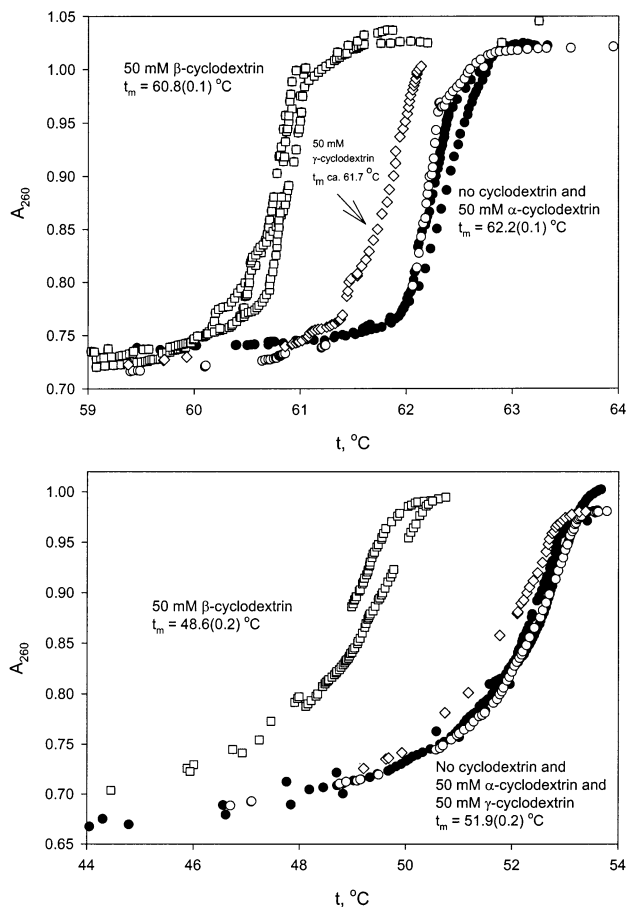 1.05
1.00
0.95
0.90
0.85
0.80
0.75
0.70
A260
50 mM β-cyclodextrin
tm = 60.8(0.1) °C
50 mM
γ-cyclodextrin
tm ca. 61.7 °C
no cyclodextrin and
50 mM α-cyclodextrin
tm = 62.2(0.1) °C
59 60 61 62 63 64
t, °C
1.00
0.95
0.90
0.85
0.80
0.75
0.70
0.65
A260
50 mM β-cyclodextrin
tm = 48.6(0.2) °C
No cyclodextrin and
50 mM α-cyclodextrin and
50 mM γ-cyclodextrin
tm = 51.9(0.2) °C
44 46 48 50 52 54
t, °C